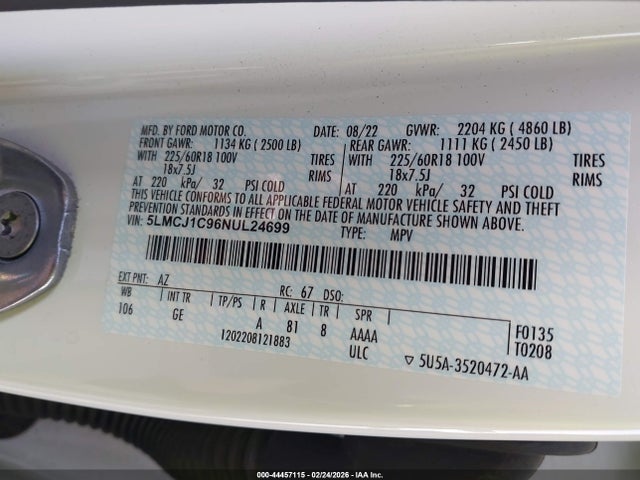 MFD. BY FORD MOTOR CO. DATE: 08/22 GVWR: 2204 KG ( 4860 LB)
FRONT GAWR: 1134 KG ( 2500 LB) REAR GAWR: 1111 KG ( 2450 LB)
WITH 225/60R18 100V TIRES WITH 225/60R18 100V TIRES
18x7.5J RIMS 18x7.5J RIMS
AT 220 kPa/ 32 PSI COLD AT 220 kPa/ 32 PSI COLD
THIS VEHICLE CONFORMS TO ALL APPLICABLE FEDERAL MOTOR VEHICLE SAFETY AND THEFT
PREVENTION STANDARDS IN EFFECT ON THE DATE OF MANUFACTURE SHOWN ABOVE.
VIN: 5LMCJ1C96NUL24699 TYPE: MPV
EXT PNT: AZ RC: 67 DSO:
WB INT TR TP/PS R AXLE TR SPR
106 GE A 81 8 AAAA F0135
1202208121883 ULC T0208
▽ 5U5A-3520472-AA
000-44457115 - 02/24/2026 - IAA Inc.